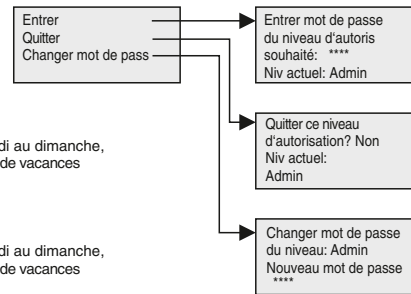 Entrer
Quitter
Changer mot de pass
Entrer mot de passe
du niveau d'autoris
souhaité: ****
Niv actuel: Admin
di au dimanche,
de vacances
Quitter ce niveau
d'autorisation? Non
Niv actuel:
Admin
di au dimanche,
de vacances
Changer mot de passe
du niveau: Admin
Nouveau mot de passe
****